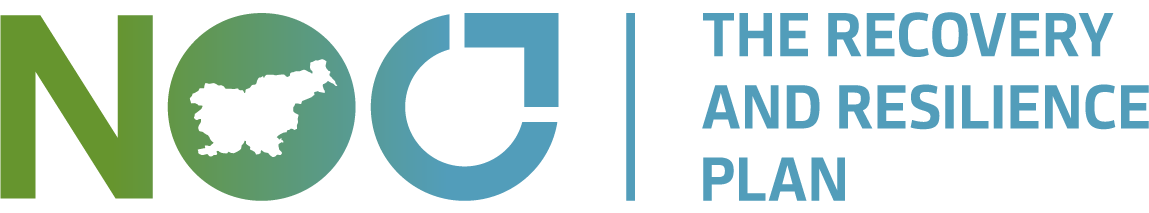 NOO
THE RECOVERY
AND RESILIENCE
PLAN